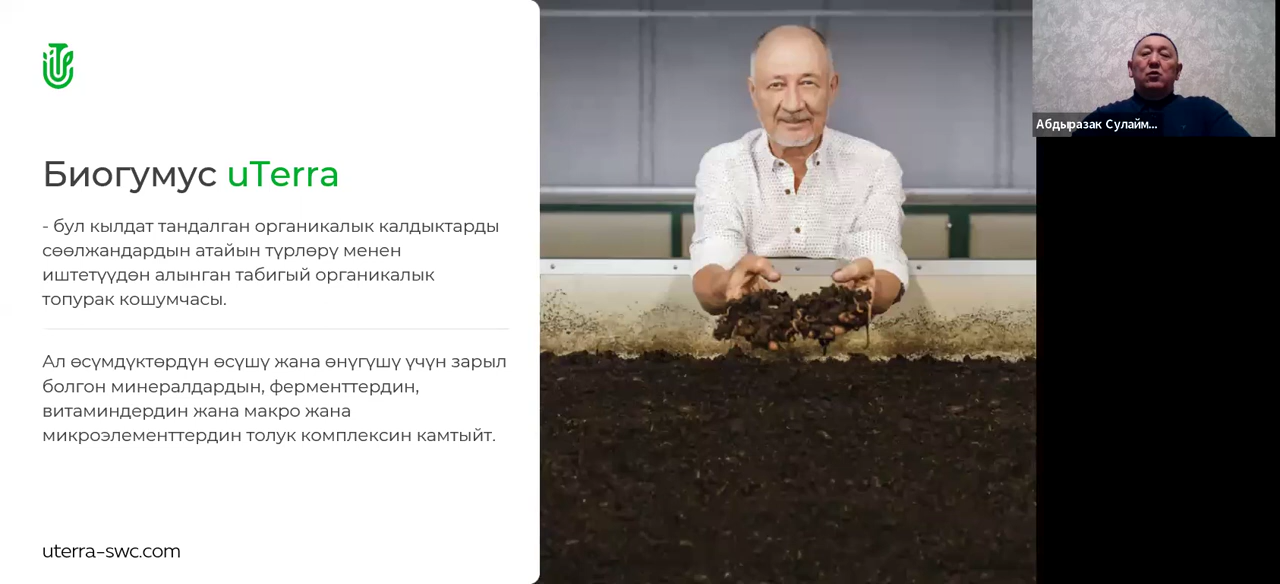 Биогумус uTerra
- бул кылдат тандалган органикалык калдыктарды
сөөлжандардын атайын түрлөрү менен
иштетүүдөн алынган табигый органикалык
топурак кошумчасы.
Ал өсүмдүктөрдүн өсүшү жана өнүгүшү үчүн зарыл
болгон минералдардын, ферменттердин,
витаминдердин жана макро жана
микроэлементтердин толук комплексин камтыйт.
uterra-swc.com
Абдыразак Сулайм...